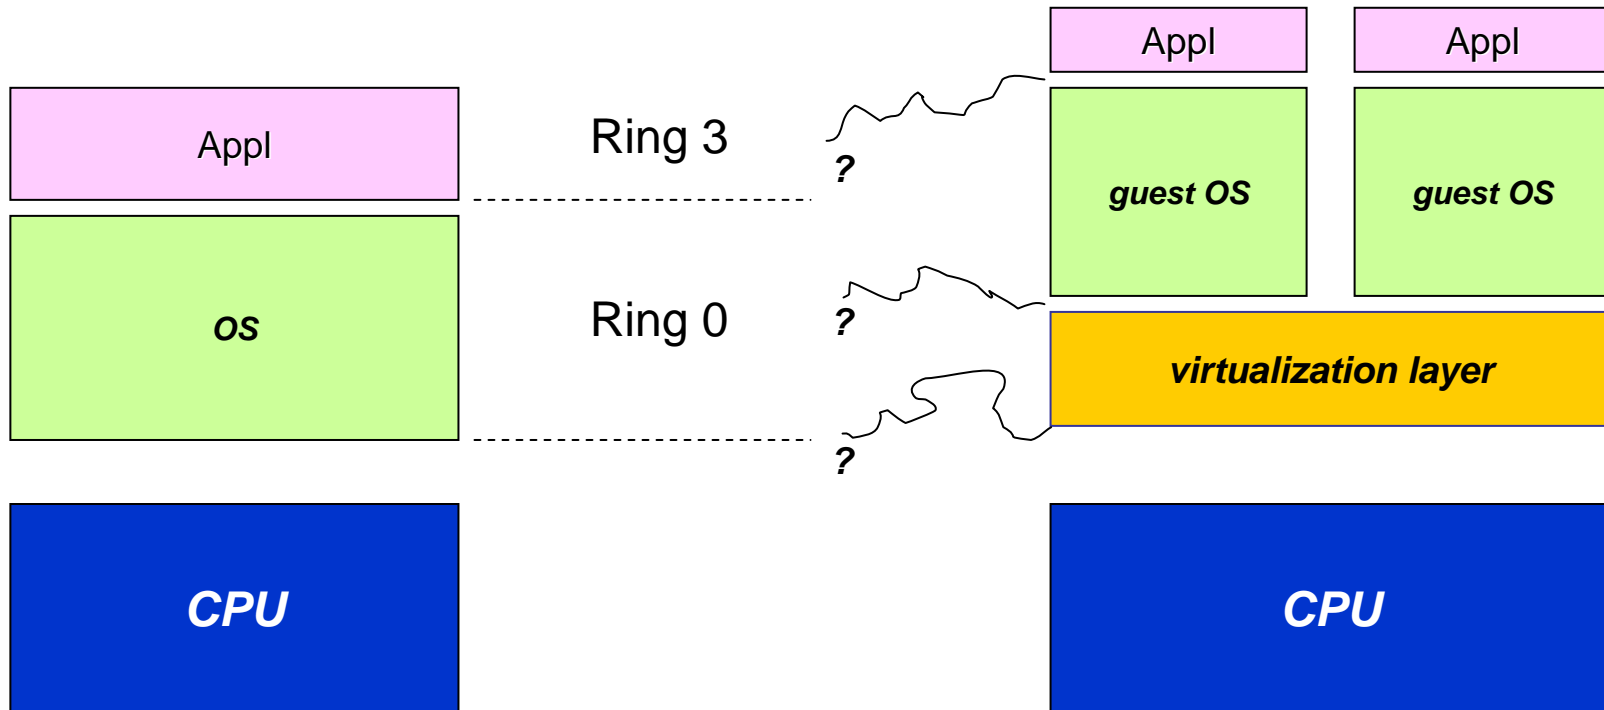 Appl
OS
CPU
Ring 3
Ring 0
?
?
?
Appl
Appl
guest OS
guest OS
virtualization layer
CPU